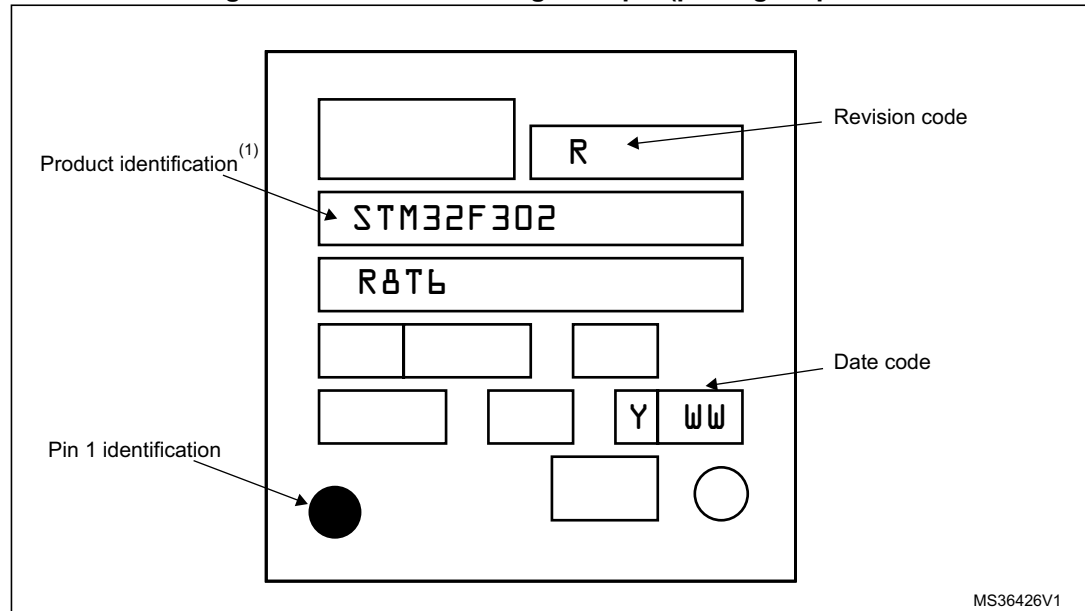 Revision code
R
Product identification(1)
STM32F302
R8T6
Date code
Y WW
Pin 1 identification
MS36426V1